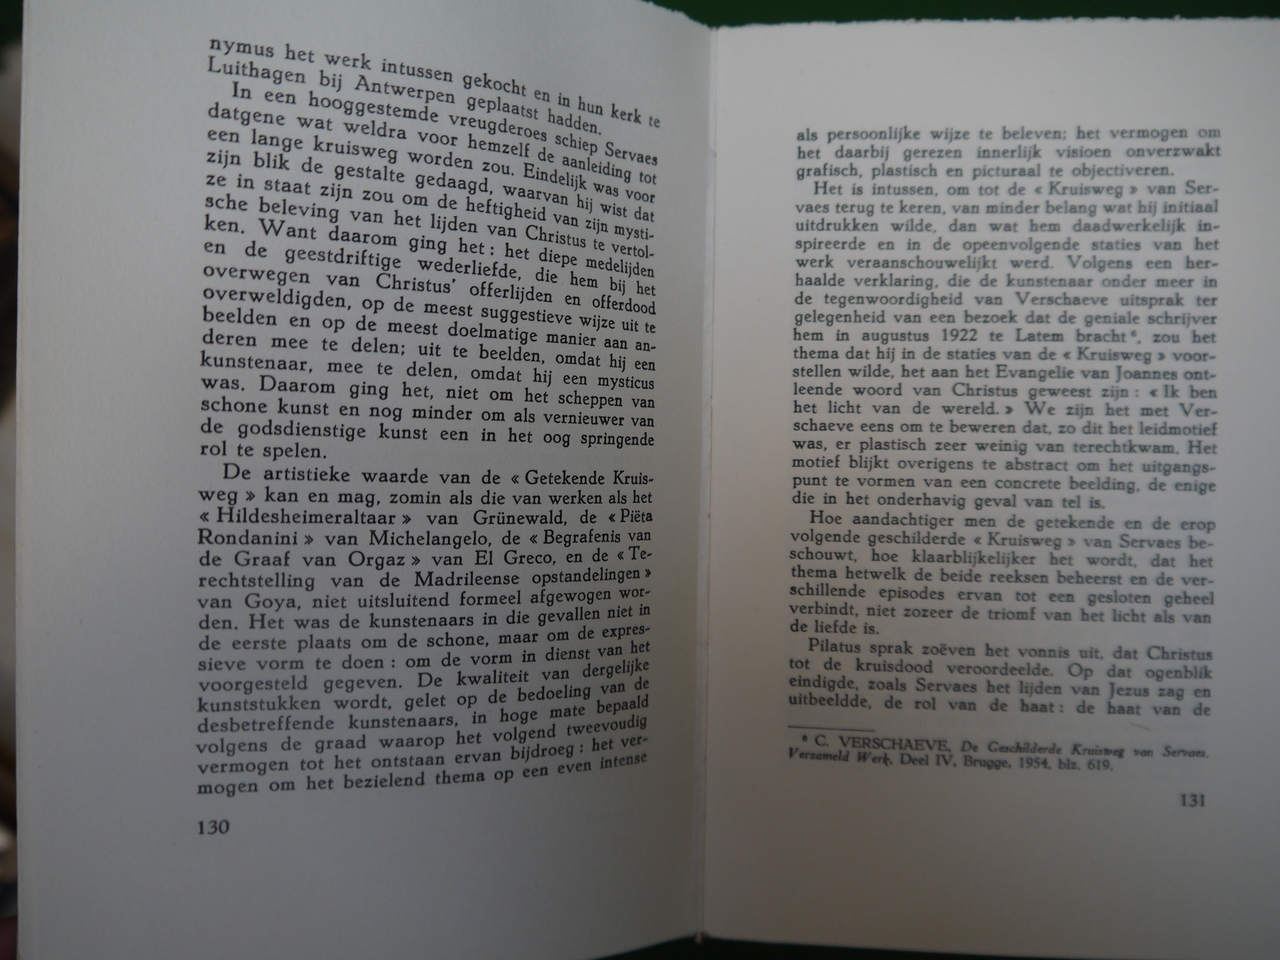 nymus het werk intussen gekocht en in hun kerk te
Luithagen bij Antwerpen geplaatst hadden.
In een hooggestemde vreugderoes schiep Servaes
datgene wat weldra voor hemzelf de aanleiding tot
een lange kruisweg worden zou. Eindelijk was voor
zijn blik de gestalte gedaagd, waarvan hij wist dat
ze in staat zijn zou om de heftigheid van zijn mysti-
sche beleving van het lijden van Christus te vertol-
ken. Want daarom ging het : het diepe medelijden
en de geestdriftige wederliefde, die hem bij het
overwegen van Christus' offerlijden en offerdood
overweldigden, op de meest suggestieve wijze uit te
beelden en op de meest doelmatige manier aan an-
deren mee te delen; uit te beelden, omdat hij een
kunstenaar, mee te delen, omdat hij een mysticus
was. Daarom ging het, niet om het scheppen van
schone kunst en nog minder om als vernieuwer van
de godsdienstige kunst een in het oog springende
rol te spelen.
De artistieke waarde van de « Getekende Kruis-
weg » kan en mag, zomin als die van werken als het
« Hildesheimeraltaar » van Grünewald, de « Piëta
Rondanini » van Michelangelo, de « Begrafenis van
de Graaf van Orgaz » van El Greco, en de « Te-
rechtstelling van de Madrileense opstandelingen »
van Goya, niet uitsluitend formeel afgewogen wor-
den. Het was de kunstenaars in die gevallen niet in
de eerste plaats om de schone, maar om de expres-
sieve vorm te doen : om de vorm in dienst van het
voorgesteld gegeven. De kwaliteit van dergelijke
kunststukken wordt, gelet op de bedoeling van de
desbetreffende kunstenaars, in hoge mate bepaald
volgens de graad waarop het volgend tweevoudig
vermogen tot het ontstaan ervan bijdroeg : het ver-
mogen om het bezielend thema op een even intense
130
als persoonlijke wijze te beleven; het vermogen om
het daarbij gerezen innerlijk visioen onverzwakt
grafisch, plastisch en picturaal te objectiveren.
Het is intussen, om tot de « Kruisweg » van Ser-
vaes terug te keren, van minder belang wat hij initiaal
uitdrukken wilde, dan wat hem daadwerkelijk in-
spireerde en in de opeenvolgende staties van het
werk veraanschouwelijkt werd. Volgens een her-
haalde verklaring, die de kunstenaar onder meer in
de tegenwoordigheid van Verschaeve uitsprak ter
gelegenheid van een bezoek dat de geniale schrijver
hem in augustus 1922 te Latem bracht ⁶, zou het
thema dat hij in de staties van de « Kruisweg » voor-
stellen wilde, het aan het Evangelie van Joannes ont-
leende woord van Christus geweest zijn : « Ik ben
het licht van de wereld. » We zijn het met Ver-
schaeve eens om te beweren dat, zo dit het leidmotief
was, er plastisch zeer weinig van terechtkwam. Het
motief blijkt overigens te abstract om het uitgangs-
punt te vormen van een concrete beelding, de enige
die in het onderhavig geval van tel is.
Hoe aandachtiger men de getekende en de erop
volgende geschilderde « Kruisweg » van Servaes be-
schouwt, hoe klaarblijkelijker het wordt, dat het
thema hetwelk de beide reeksen beheerst en de ver-
schillende episodes ervan tot een gesloten geheel
verbindt, niet zozeer de triomf van het licht als van
de liefde is.
Pilatus sprak zoëven het vonnis uit, dat Christus
tot de kruisdood veroordeelde. Op dat ogenblik
eindigde, zoals Servaes het lijden van Jezus zag en
uitbeeldde, de rol van de haat : de haat van de
⁶ C. VERSCHAEVE, De Geschilderde Kruisweg van Servaes.
Verzameld Werk, Deel IV, Brugge, 1954, blz. 619.
131